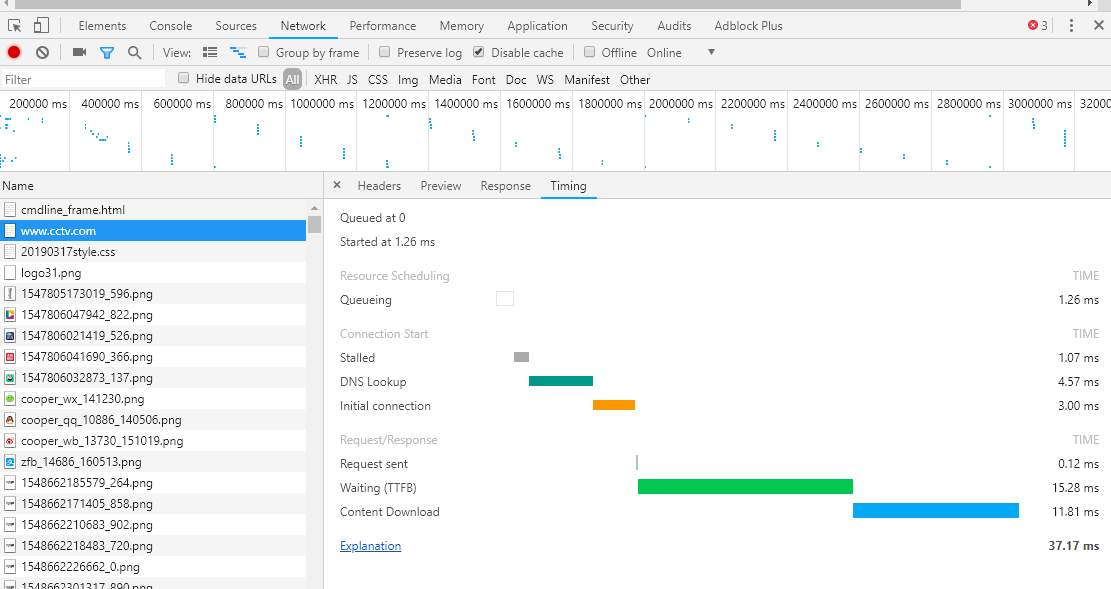 Elements Console Sources Network Performance Memory Application Security Audits Adblock Plus 3
View: Group by frame Preserve log Disable cache Offline Online
Filter Hide data URLs All XHR JS CSS Img Media Font Doc WS Manifest Other
200000 ms 400000 ms 600000 ms 800000 ms 1000000 ms 1200000 ms 1400000 ms 1600000 ms 1800000 ms 2000000 ms 2200000 ms 2400000 ms 2600000 ms 2800000 ms 3000000 ms 32000
Name
cmdline_frame.html
www.cctv.com
20190317style.css
logo31.png
1547805173019_596.png
1547806047942_822.png
1547806021419_526.png
1547806041690_366.png
1547806032873_137.png
cooper_wx_141230.png
cooper_qq_10886_140506.png
cooper_wb_13730_151019.png
zfb_14686_160513.png
1548662185579_264.png
1548662171405_858.png
1548662210683_902.png
1548662218483_720.png
1548662226662_0.png
1548662301317_890.png
Headers Preview Response Timing
Queued at 0
Started at 1.26 ms
Resource Scheduling TIME
Queueing 1.26 ms
Connection Start TIME
Stalled 1.07 ms
DNS Lookup 4.57 ms
Initial connection 3.00 ms
Request/Response TIME
Request sent 0.12 ms
Waiting (TTFB) 15.28 ms
Content Download 11.81 ms
Explanation 37.17 ms